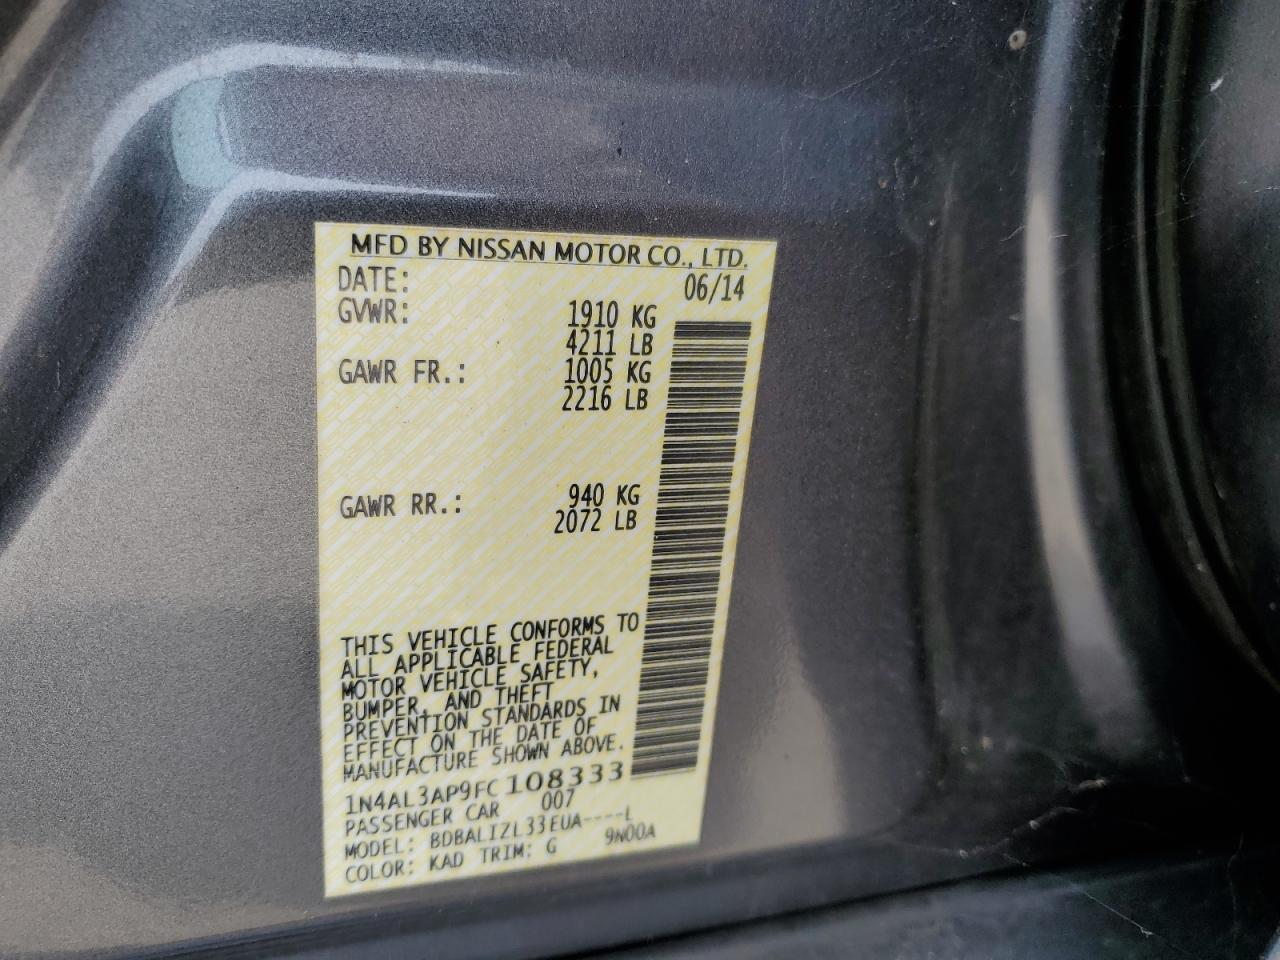 MFD BY NISSAN MOTOR CO., LTD.
DATE: 06/14
GVWR: 1910 KG
4211 LB
GAWR FR.: 1005 KG
2216 LB
GAWR RR.: 940 KG
2072 LB
THIS VEHICLE CONFORMS TO
ALL APPLICABLE FEDERAL
MOTOR VEHICLE SAFETY,
BUMPER, AND THEFT
PREVENTION STANDARDS IN
EFFECT ON THE DATE OF
MANUFACTURE SHOWN ABOVE.
1N4AL3AP9FC108333
PASSENGER CAR 007
MODEL: BDBALIZL33EUA----L
COLOR: KAD TRIM: G 9N00A